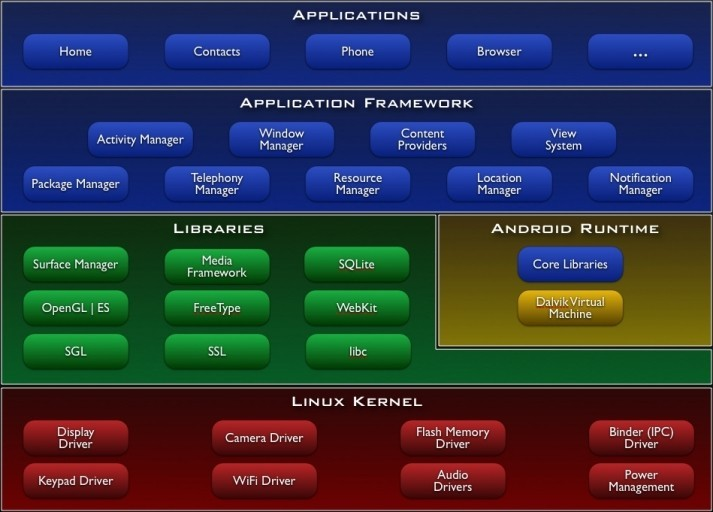 APPLICATIONS
Home
Contacts
Phone
Browser
...
APPLICATION FRAMEWORK
Activity Manager
Window
Manager
Content
Providers
View
System
Package Manager
Telephony
Manager
Resource
Manager
Location
Manager
Notification
Manager
LIBRARIES
Surface Manager
Media
Framework
SQLite
OpenGL | ES
FreeType
WebKit
SGL
SSL
libc
ANDROID RUNTIME
Core Libraries
Dalvik Virtual
Machine
LINUX KERNEL
Display
Driver
Camera Driver
Flash Memory
Driver
Binder (IPC)
Driver
Keypad Driver
WiFi Driver
Audio
Drivers
Power
Management